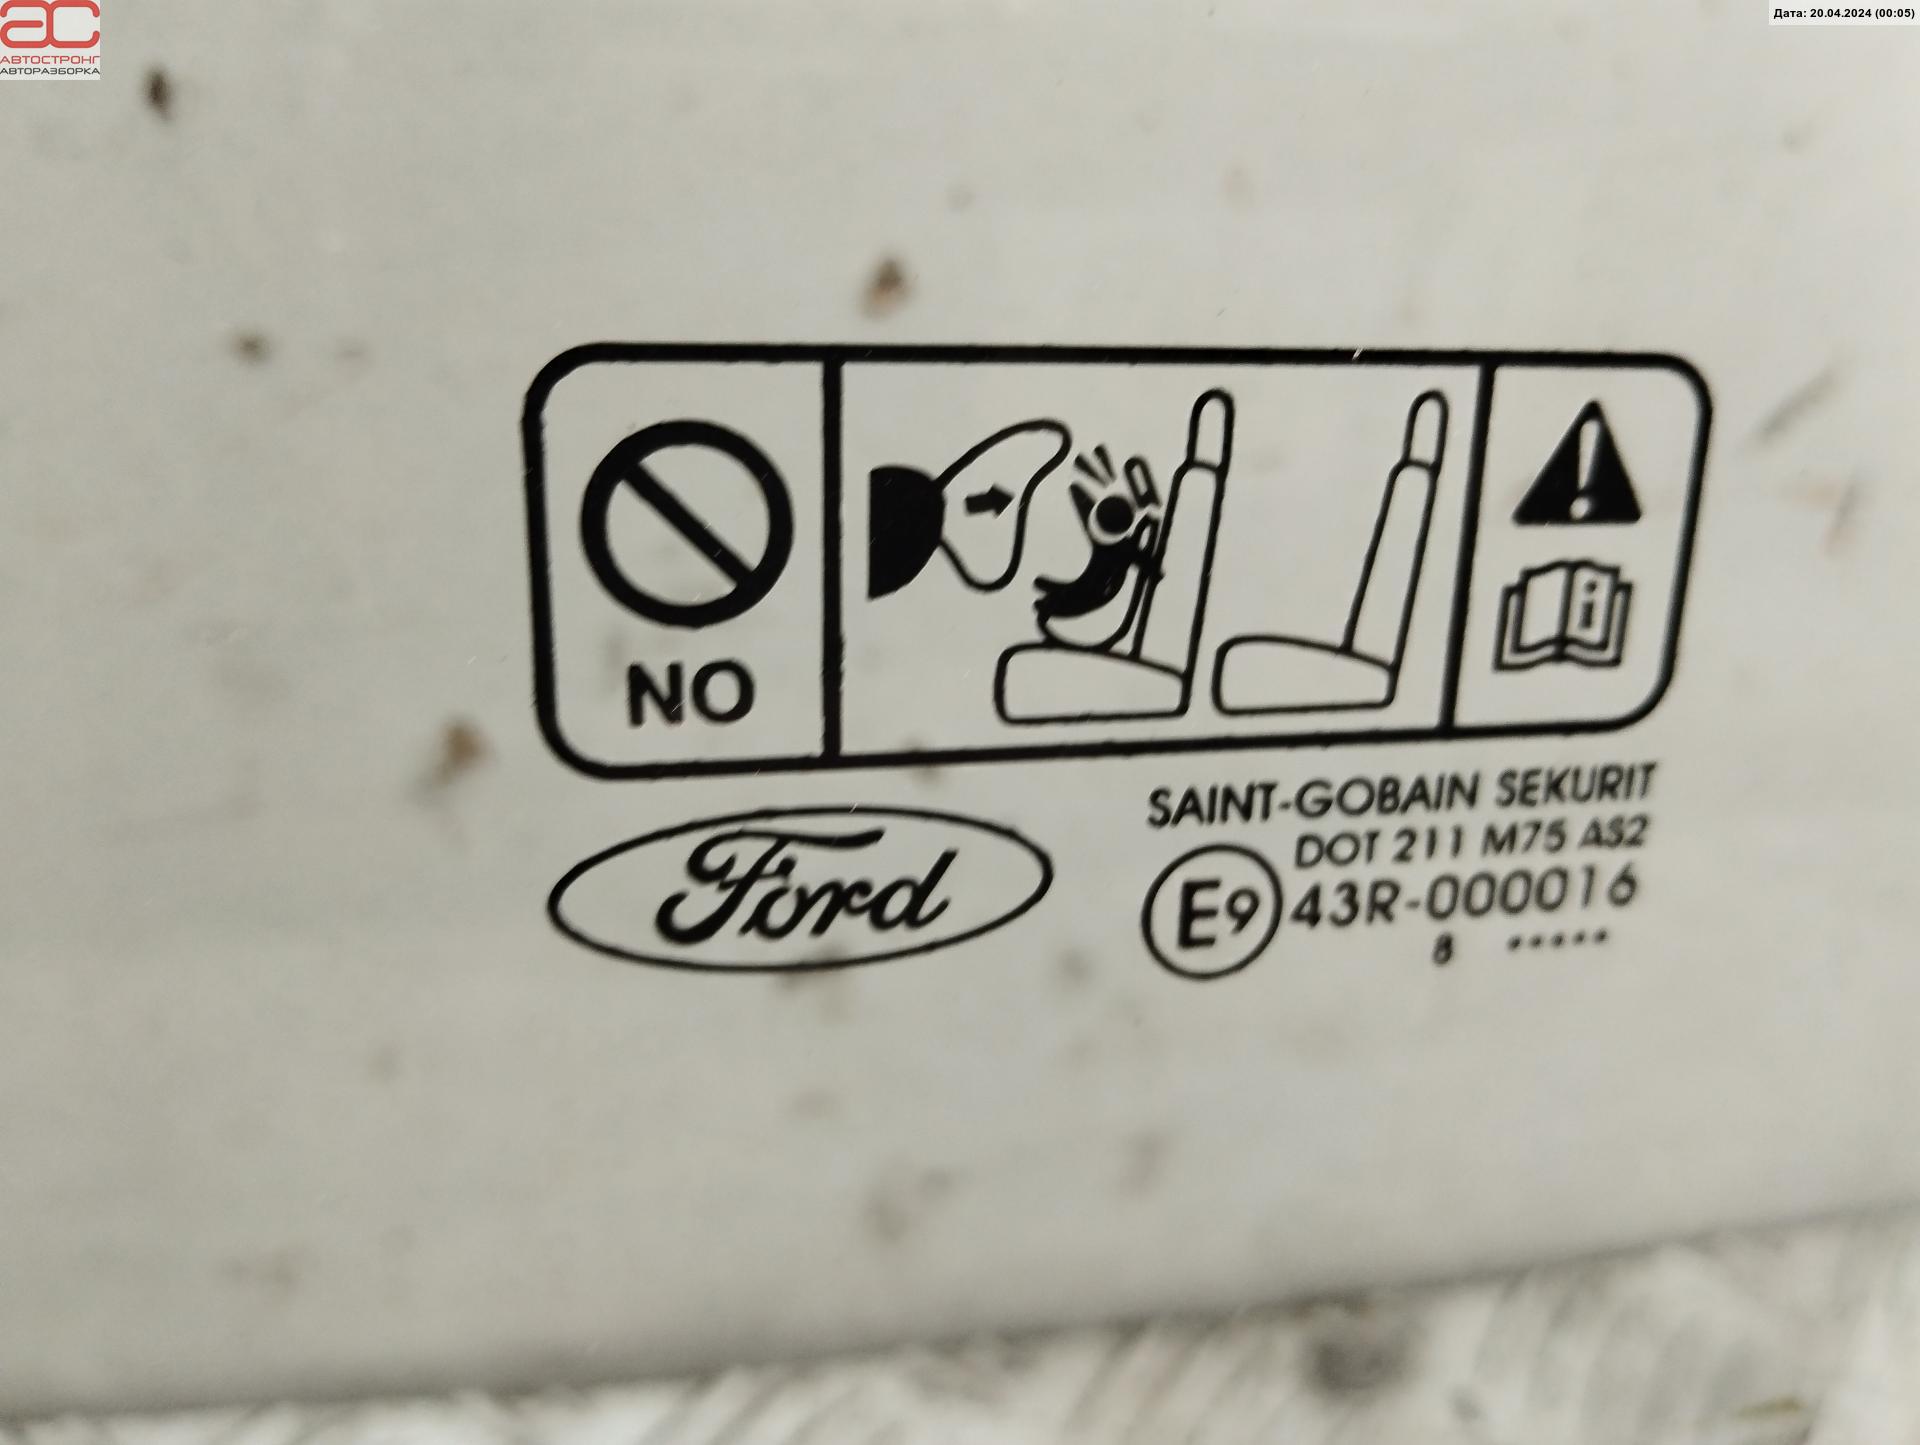 АВТОСТРОНГ
АВТОРАЗБОРКА
Дата: 20.04.2024 (00:05)
NO
i
Ford
SAINT-GOBAIN SEKURIT
DOT 211 M75 AS2
E9 43R-000016
8 •••••